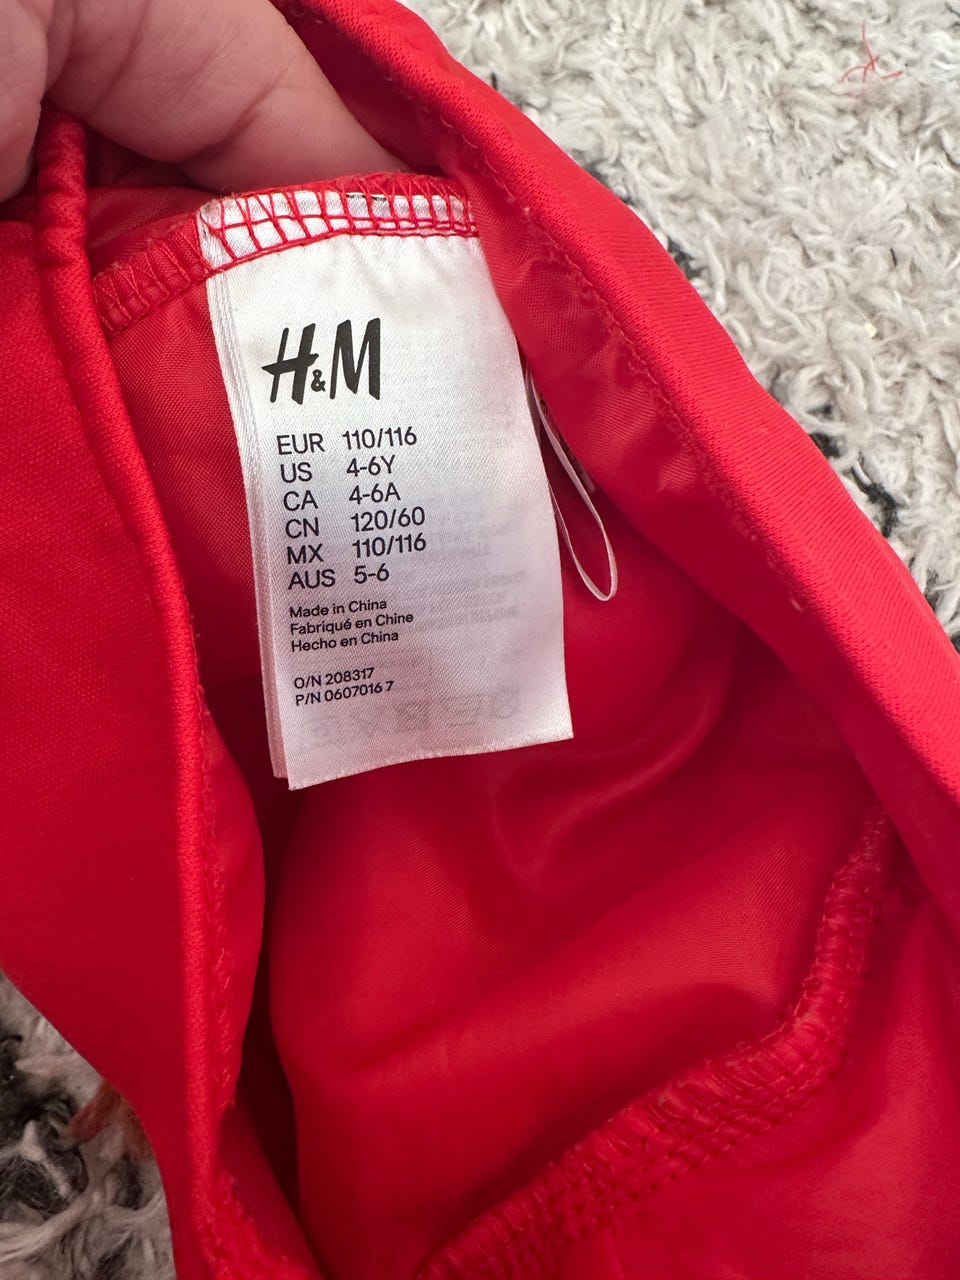 H&M
EUR 110/116
US 4-6Y
CA 4-6A
CN 120/60
MX 110/116
AUS 5-6
Made in China
Fabriqué en Chine
Hecho en China
O/N 208317
P/N 0607016 7